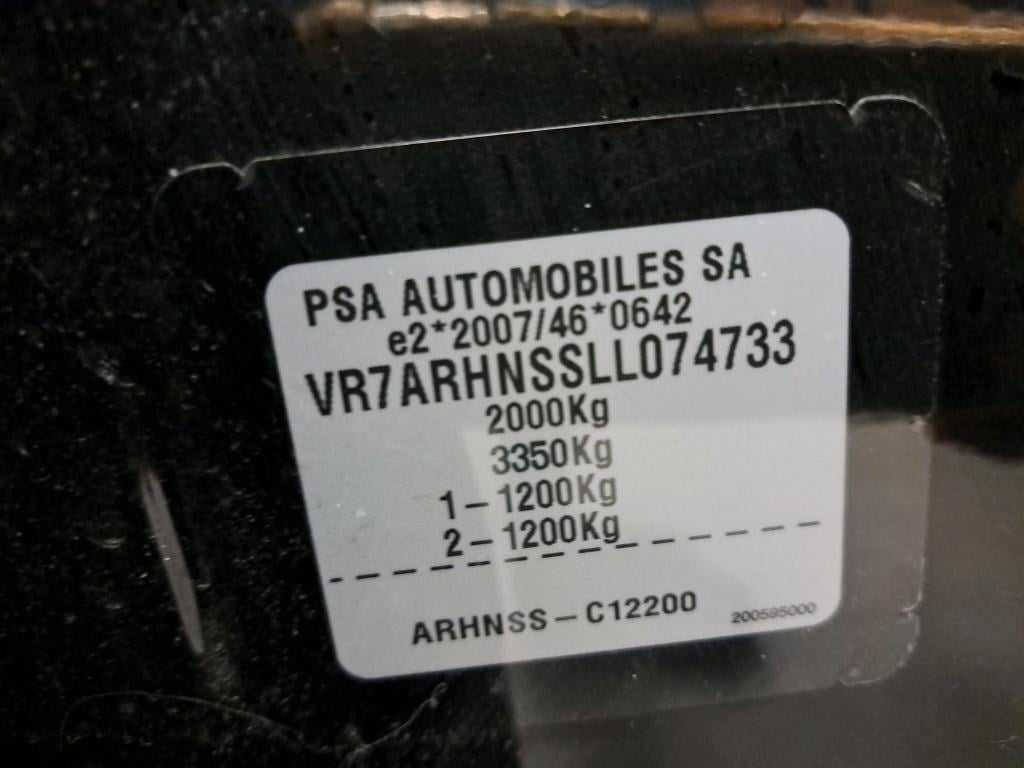 PSA AUTOMOBILES SA
e2*2007/46*0642
VR7ARHNSSLL074733
2000Kg
3350Kg
1-1200Kg
2-1200Kg
ARHNSS-C12200
200595000